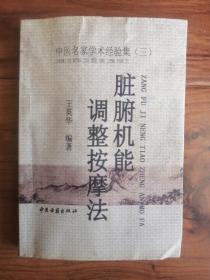 中医名家学术经验集（三）
脏腑机能
调整按摩法
ZANG FU JI NENG TIAO ZHENG AN MO FA
王英华 编著
中医古籍出版社